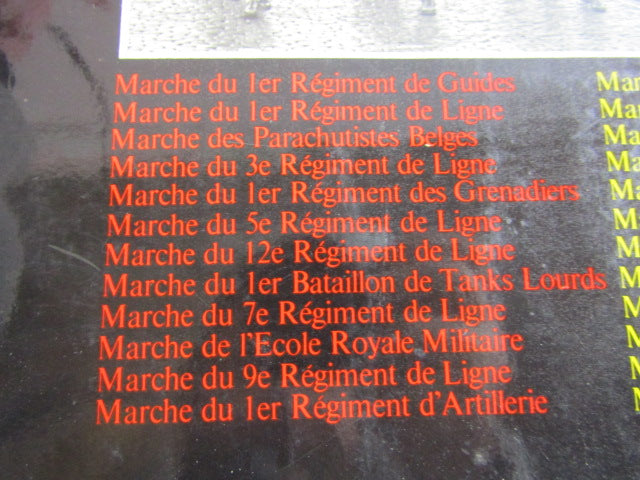 Marche du 1er Régiment de Guides
Marche du 1er Régiment de Ligne
Marche des Parachutistes Belges
Marche du 3e Régiment de Ligne
Marche du 1er Régiment des Grenadiers
Marche du 5e Régiment de Ligne
Marche du 12e Régiment de Ligne
Marche du 1er Bataillon de Tanks Lourds
Marche du 7e Régiment de Ligne
Marche de l'Ecole Royale Militaire
Marche du 9e Régiment de Ligne
Marche du 1er Régiment d'Artillerie